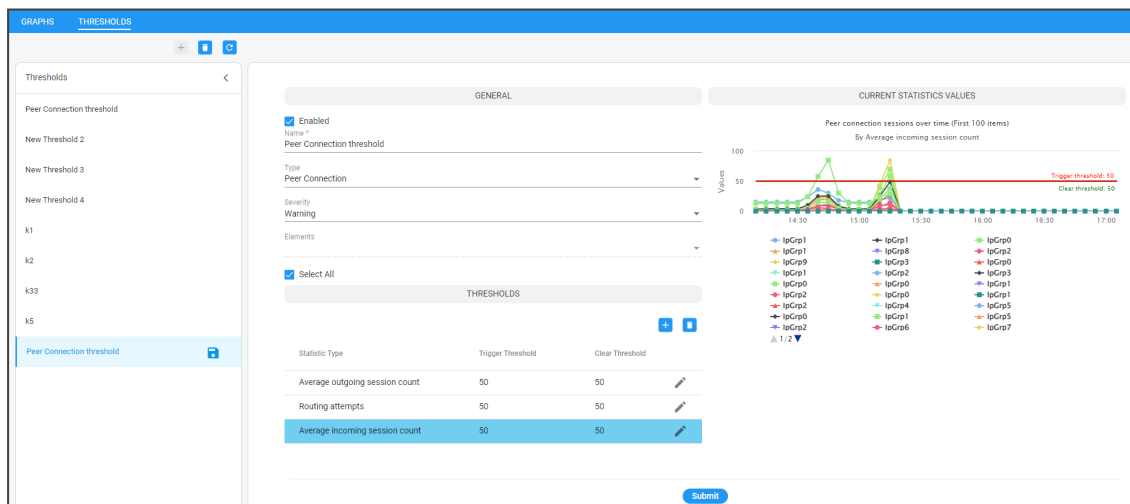 GRAPHS THRESHOLDS
Thresholds
Peer Connection threshold
New Threshold 2
New Threshold 3
New Threshold 4
k1
k2
k33
k5
Peer Connection threshold
GENERAL
Enabled
Name *
Peer Connection threshold
Type
Peer Connection
Severity
Warning
Elements
Select All
THRESHOLDS
Statistic Type Trigger Threshold Clear Threshold
Average outgoing session count 50 50
Routing attempts 50 50
Average incoming session count 50 50
CURRENT STATISTICS VALUES
Peer connection sessions over time (First 100 items)
By Average incoming session count
Values
100
50
0
Trigger threshold: 50
Clear threshold: 50
14:30 15:00 15:30 16:00 16:30 17:00
IpGrp1 IpGrp1 IpGrp0
IpGrp1 IpGrp8 IpGrp2
IpGrp9 IpGrp3 IpGrp0
IpGrp1 IpGrp2 IpGrp3
IpGrp0 IpGrp0 IpGrp1
IpGrp2 IpGrp0 IpGrp1
IpGrp2 IpGrp4 IpGrp5
IpGrp0 IpGrp1 IpGrp5
IpGrp2 IpGrp6 IpGrp7
1/2
Submit